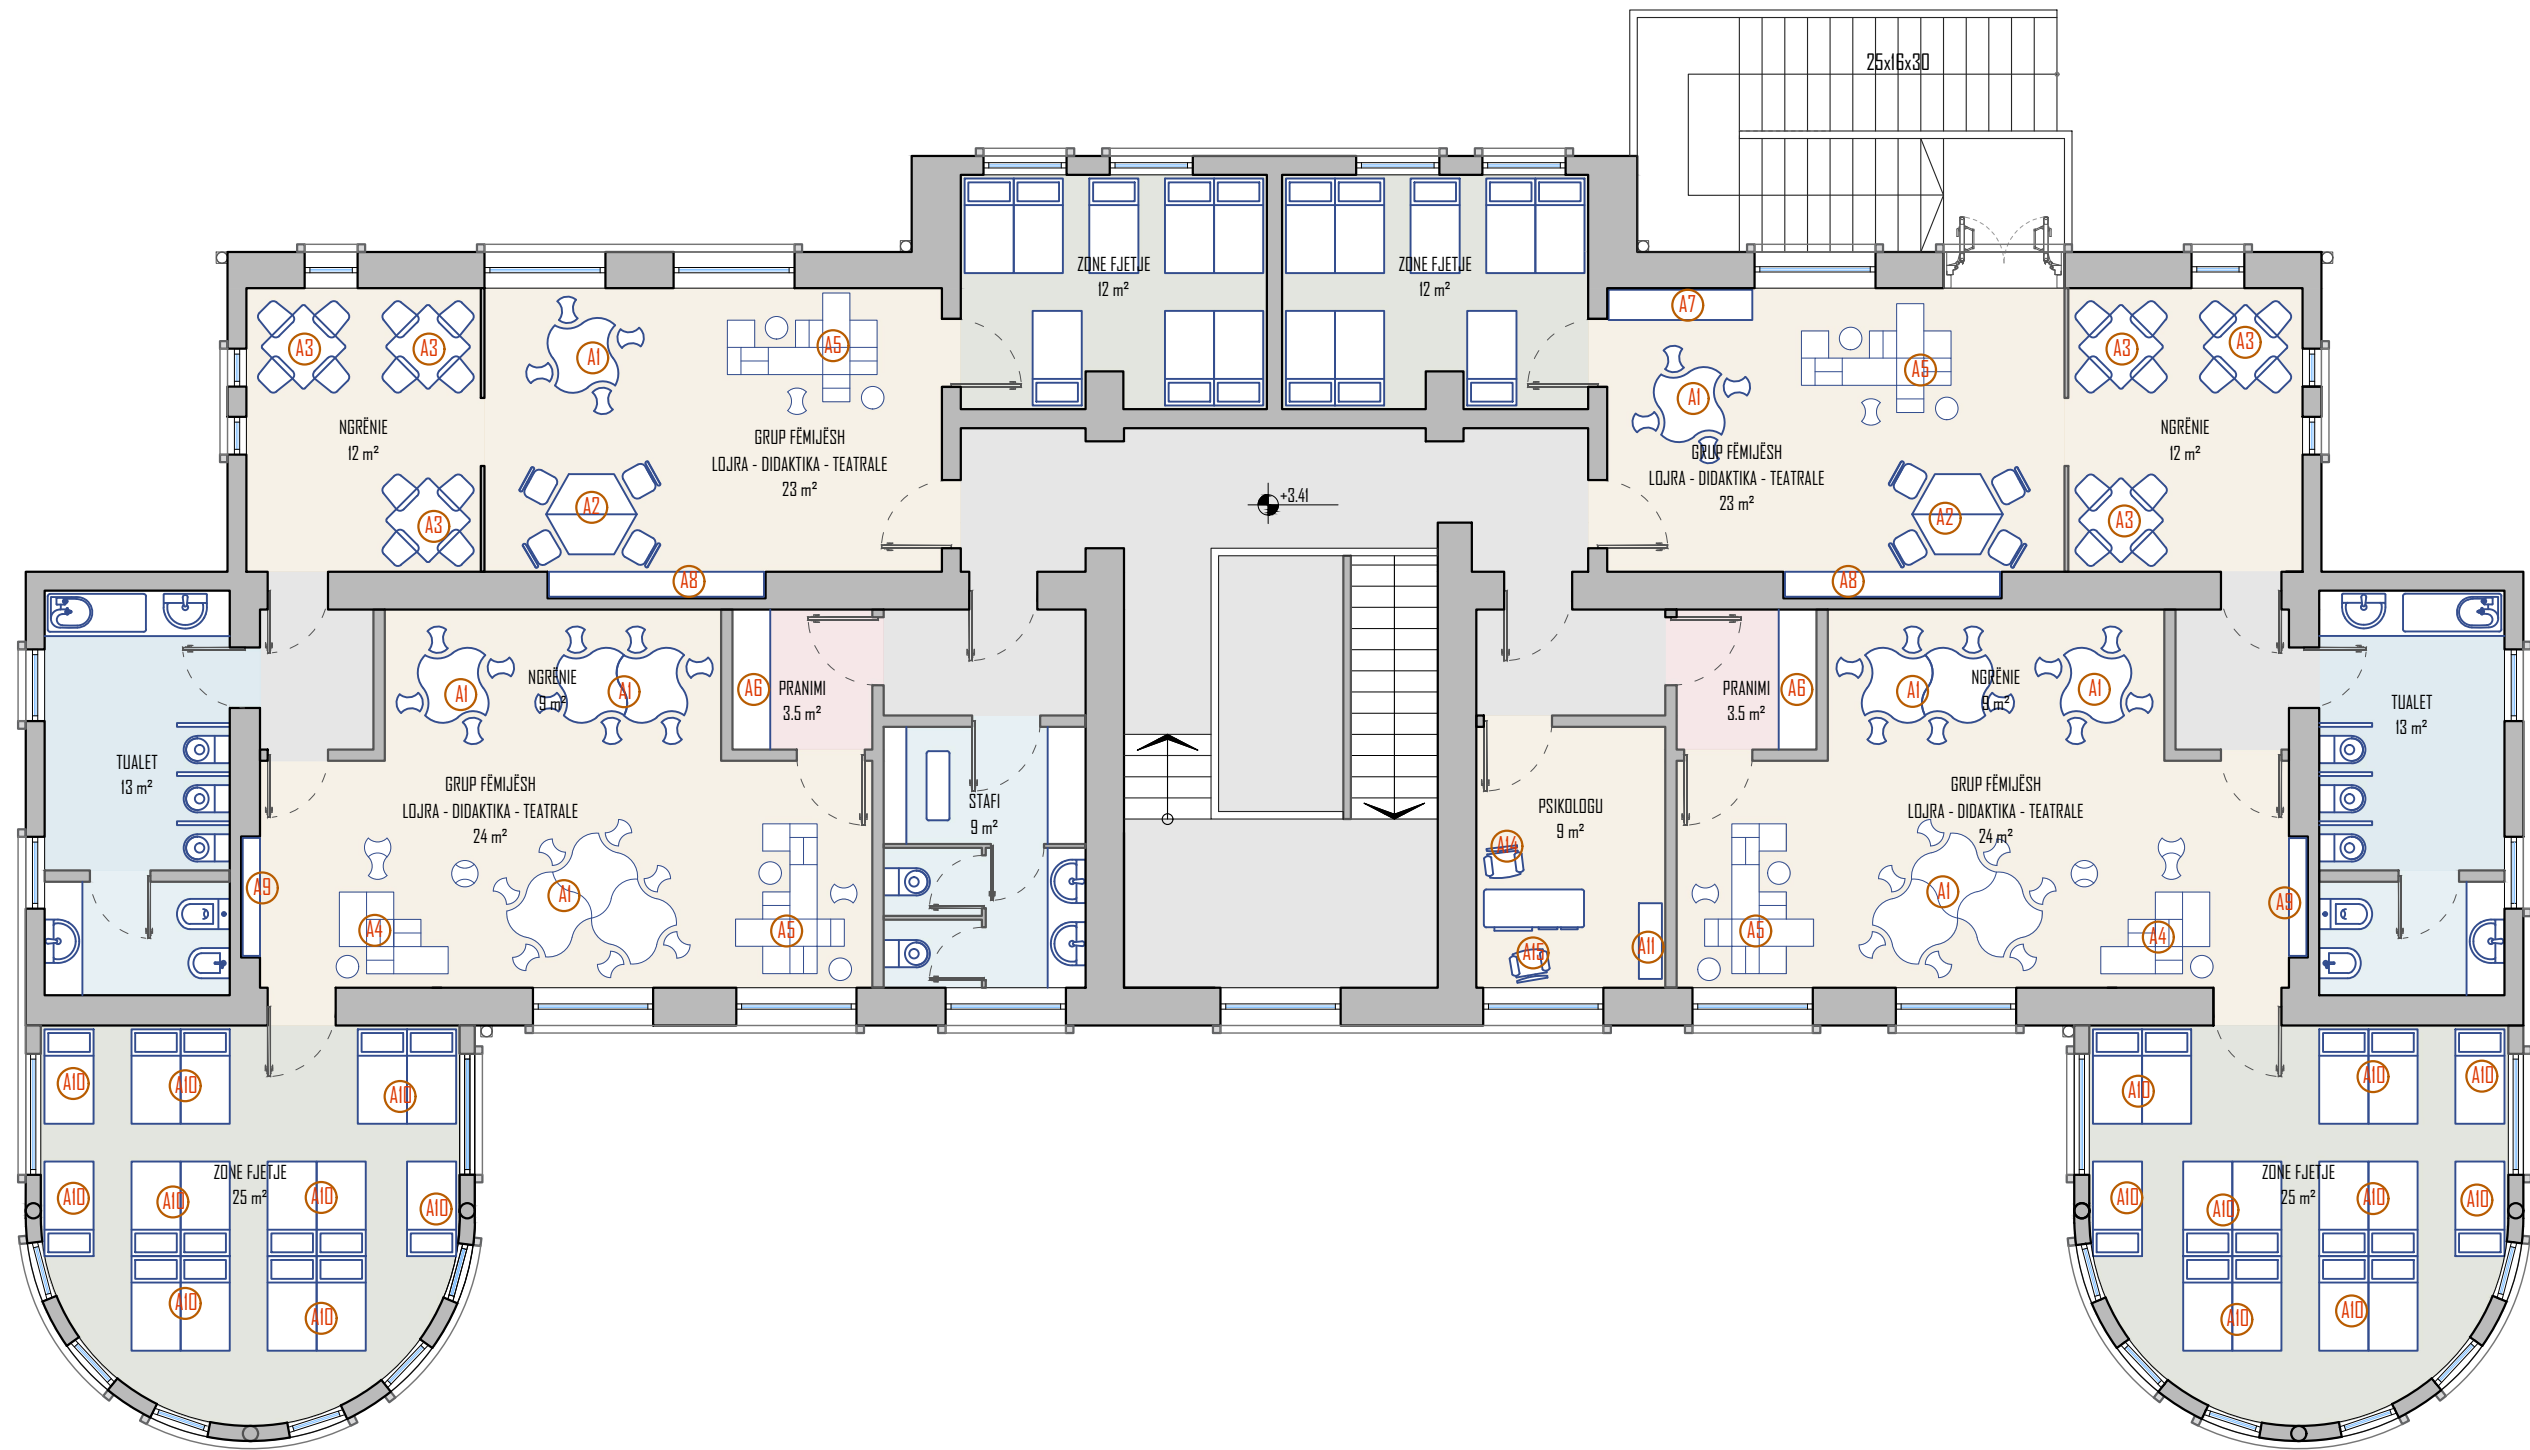 25x16x30
ZONE FJETJE
12 m²
ZONE FJETJE
12 m²
A7
A3
A3
A1
A5
A5
A1
A3
A3
NGRËNIE
12 m²
GRUP FËMIJËSH
LOJRA - DIDAKTIKA - TEATRALE
23 m²
GRUP FËMIJËSH
LOJRA - DIDAKTIKA - TEATRALE
23 m²
NGRËNIE
12 m²
A3
A2
+3.41
A2
A3
A8
A8
NGRËNIE
9 m²
A1
A1
A6
PRANIMI
3.5 m²
PRANIMI
3.5 m²
A6
A1
NGRËNIE
9 m²
A1
TUALET
13 m²
TUALET
13 m²
GRUP FËMIJËSH
LOJRA - DIDAKTIKA - TEATRALE
24 m²
STAFI
9 m²
PSIKOLOGU
9 m²
GRUP FËMIJËSH
LOJRA - DIDAKTIKA - TEATRALE
24 m²
A14
A9
A4
A1
A5
A15
A11
A5
A1
A4
A9
A10
A10
A10
A10
A10
A10
ZONE FJETJE
25 m²
A10
A10
A10
A10
ZONE FJETJE
25 m²
A10
A10
A10
A10
A10
A10
A10
A10